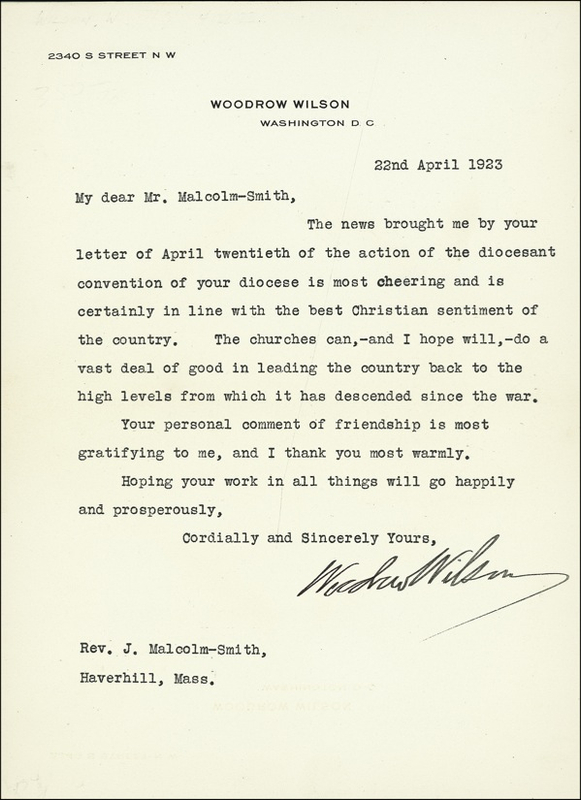 2340 S STREET N W
WOODROW WILSON
WASHINGTON D C
22nd April 1923
My dear Mr. Malcolm-Smith,
The news brought me by your
letter of April twentieth of the action of the diocesant
convention of your diocese is most cheering and is
certainly in line with the best Christian sentiment of
the country. The churches can,-and I hope will,-do a
vast deal of good in leading the country back to the
high levels from which it has descended since the war.
Your personal comment of friendship is most
gratifying to me, and I thank you most warmly.
Hoping your work in all things will go happily
and prosperously,
Cordially and Sincerely Yours,
Woodrow Wilson
Rev. J. Malcolm-Smith,
Haverhill, Mass.